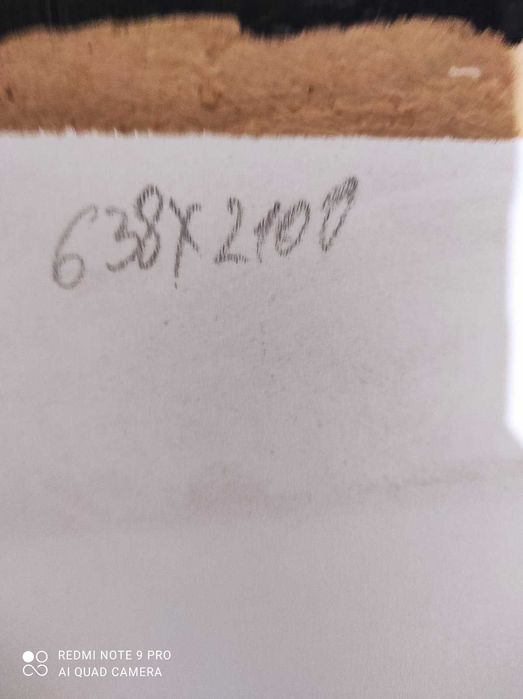 638x2100
REDMI NOTE 9 PRO
AI QUAD CAMERA